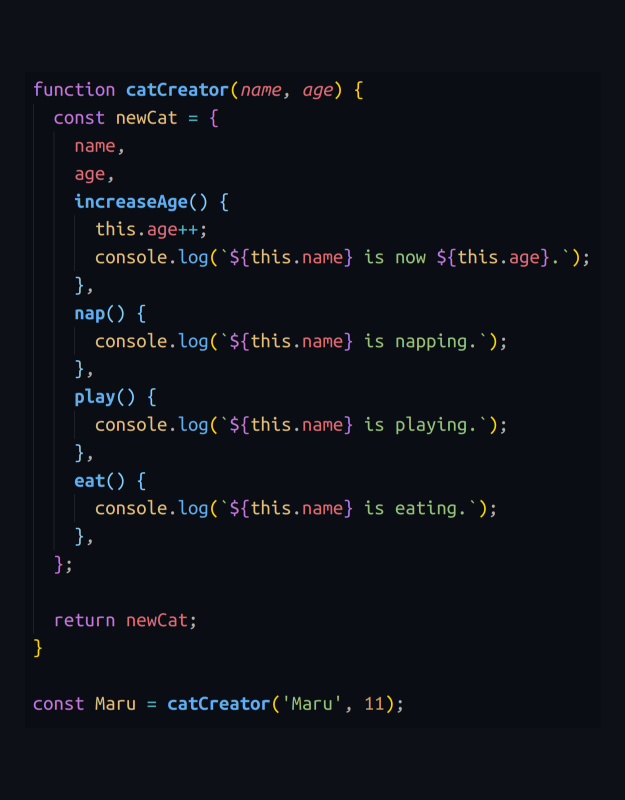 function catCreator(name, age) {
  const newCat = {
    name,
    age,
    increaseAge() {
      this.age++;
      console.log(`${this.name} is now ${this.age}.`);
    },
    nap() {
      console.log(`${this.name} is napping.`);
    },
    play() {
      console.log(`${this.name} is playing.`);
    },
    eat() {
      console.log(`${this.name} is eating.`);
    },
  };

  return newCat;
}

const Maru = catCreator('Maru', 11);